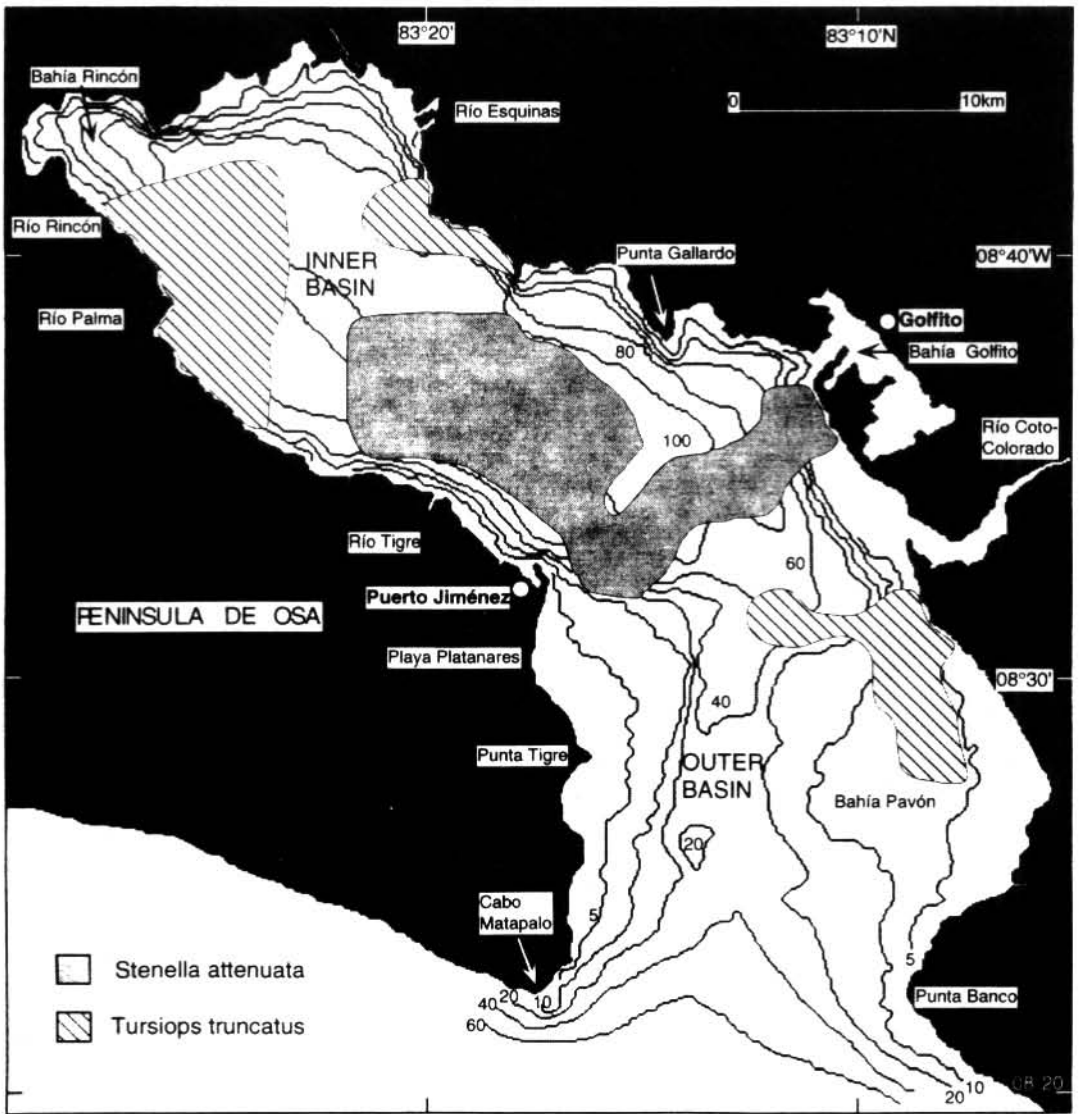 83°20'
83°10'N
Bahía Rincón
0 10km
Río Esquinas
Río Rincón
Punta Gallardo
INNER
BASIN
08°40'W
Río Palma
Golfito
80
Bahía Golfito
100
Río Coto-
Colorado
Río Tigre
60
Puerto Jiménez
PENINSULA DE OSA
Playa Platanares
08°30'
40
Punta Tigre
OUTER
BASIN
Bahía Pavón
20
Cabo
Matapalo
5
5
Stenella attenuata
20
10
40
60
Punta Banco
Tursiops truncatus
08 20
10
20